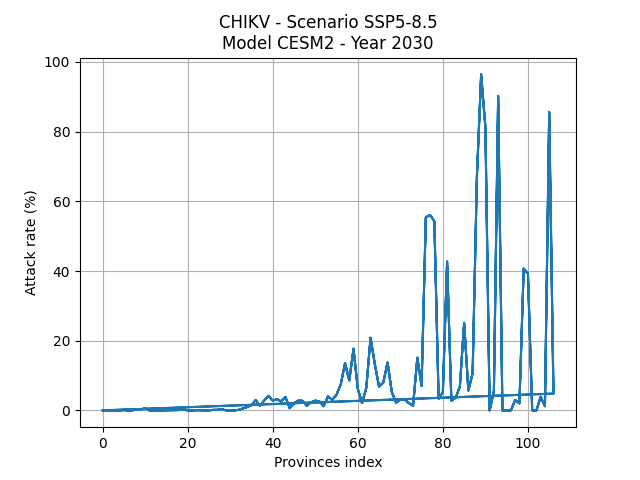 CHIKV - Scenario SSP5-8.5
Model CESM2 - Year 2030
Attack rate (%)
100
80
60
40
20
0
0 20 40 60 80 100
Provinces index